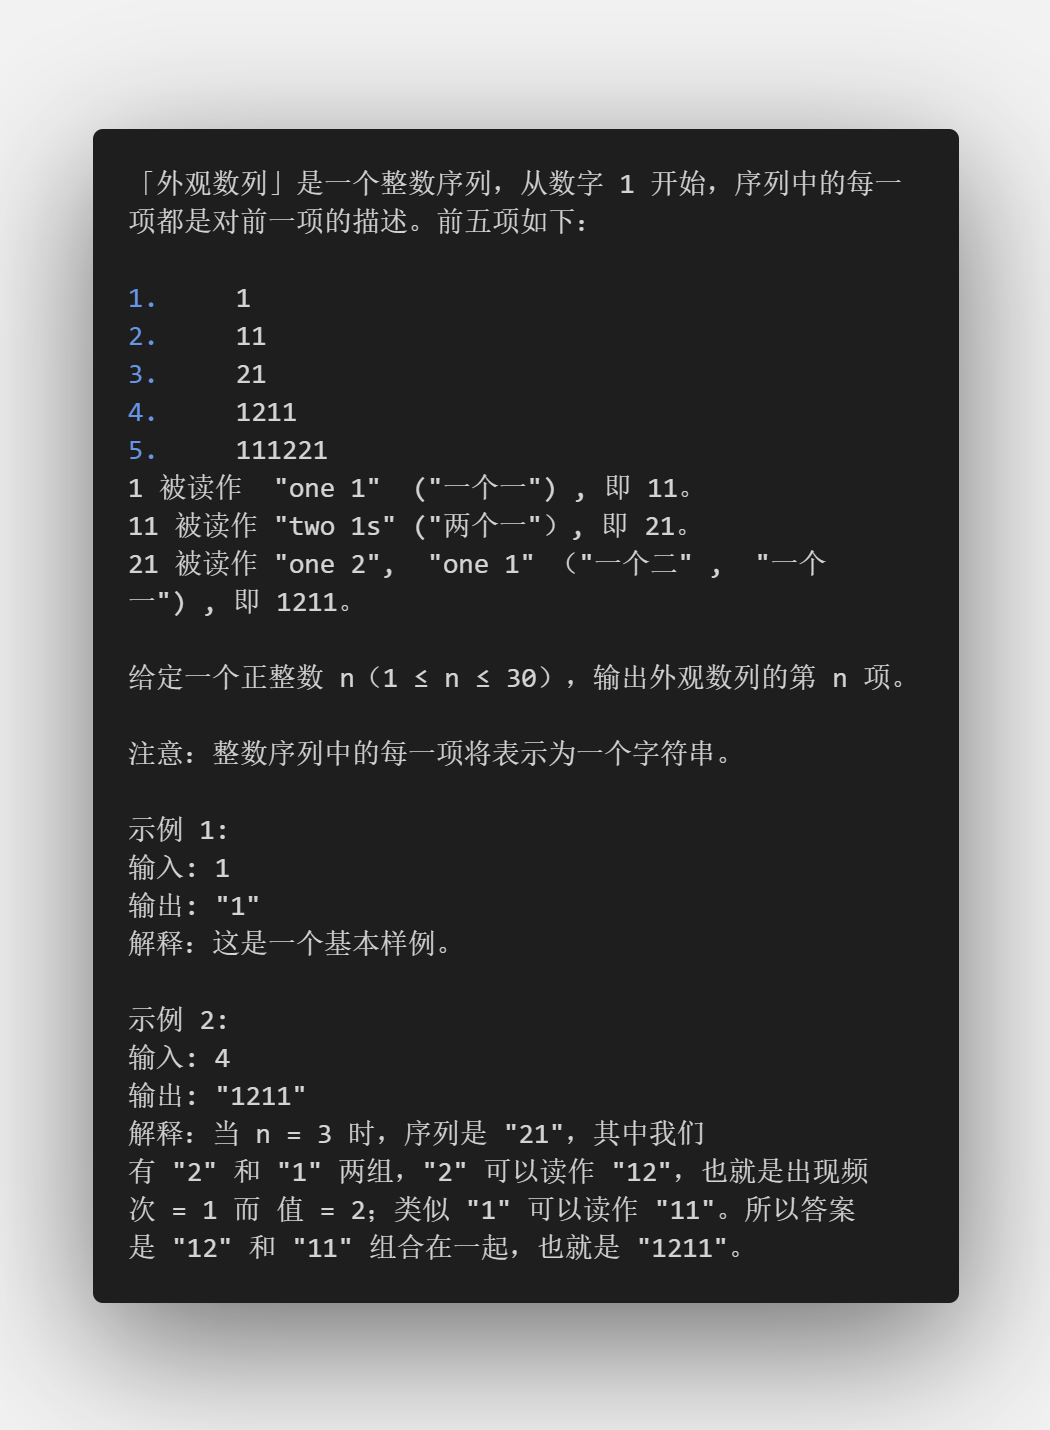 「外观数列」是一个整数序列，从数字 1 开始，序列中的每一
项都是对前一项的描述。前五项如下：
1.     1
2.     11
3.     21
4.     1211
5.     111221
1 被读作  "one 1"  ("一个一") , 即 11。
11 被读作 "two 1s" ("两个一"）, 即 21。
21 被读作 "one 2",  "one 1" （"一个二" ,  "一个
一") , 即 1211。
给定一个正整数 n（1 ≤ n ≤ 30），输出外观数列的第 n 项。
注意：整数序列中的每一项将表示为一个字符串。
示例 1:
输入: 1
输出: "1"
解释：这是一个基本样例。
示例 2:
输入: 4
输出: "1211"
解释：当 n = 3 时，序列是 "21"，其中我们
有 "2" 和 "1" 两组，"2" 可以读作 "12"，也就是出现频
次 = 1 而 值 = 2；类似 "1" 可以读作 "11"。所以答案
是 "12" 和 "11" 组合在一起，也就是 "1211"。